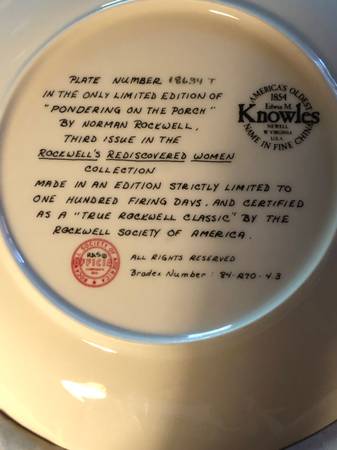 PLATE NUMBER 18694 T
IN THE ONLY LIMITED EDITION OF
"PONDERING ON THE PORCH"
BY NORMAN ROCKWELL,
THIRD ISSUE IN THE
ROCKWELL'S REDISCOVERED WOMEN
COLLECTION
MADE IN AN EDITION STRICTLY LIMITED TO
ONE HUNDRED FIRING DAYS, AND CERTIFIED
AS A "TRUE ROCKWELL CLASSIC" BY THE
ROCKWELL SOCIETY OF AMERICA.
ALL RIGHTS RESERVED
Bradex Number: 84-R70-4.3
AMERICA'S OLDEST
1854
Edwin M.
Knowles
NEWELL
W VIRGINIA
U.S.A.
NAME IN FINE CHINA